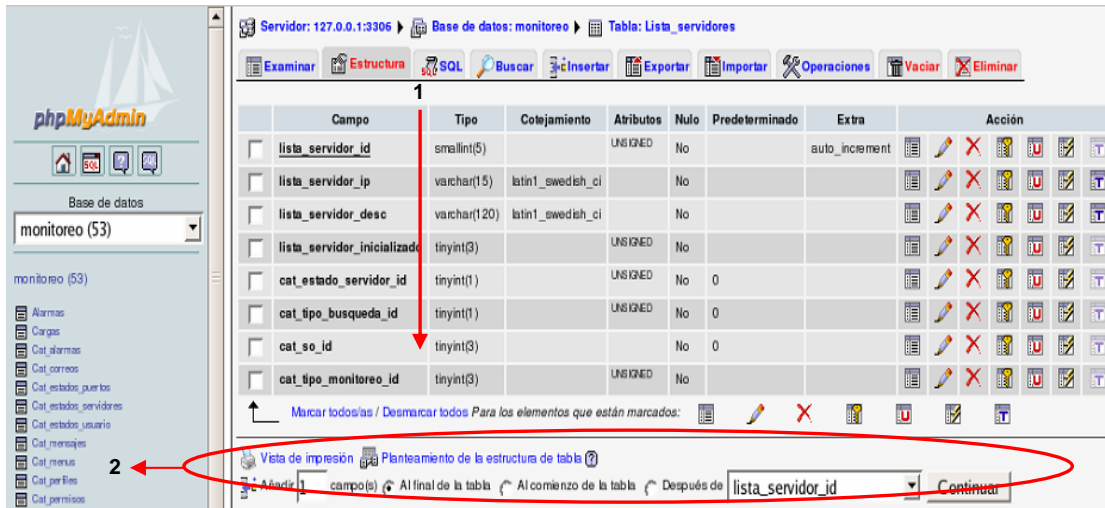 phpMyAdmin
SQL
Base de datos
monitoreo (53)
monitoreo (53)
Alarmas
Cargas
Cat_alarmas
Cat_correos
Cat_estados_puertos
Cat_estados_servidores
Cat_estados_usuario
Cat_mensajes
Cat_menus
Cat_perfiles
Cat_permisos
Servidor: 127.0.0.1:3306 Base de datos: monitoreo Tabla: Lista_servidores
Examinar Estructura SQL Buscar Insertar Exportar Importar Operaciones Vaciar Eliminar
1
Campo Tipo Cotejamiento Atributos Nulo Predeterminado Extra Acción
lista_servidor_id smallint(5) UNSIGNED No auto_increment
lista_servidor_ip varchar(15) latin1_swedish_ci No
lista_servidor_desc varchar(120) latin1_swedish_ci No
lista_servidor_inicializado tinyint(3) UNSIGNED No
cat_estado_servidor_id tinyint(1) UNSIGNED No 0
cat_tipo_busqueda_id tinyint(1) UNSIGNED No 0
cat_so_id tinyint(3) No 0
cat_tipo_monitoreo_id tinyint(3) UNSIGNED No
Marcar todos/as / Desmarcar todos Para los elementos que están marcados:
2
Vista de impresión Planteamiento de la estructura de tabla
Añadir 1 campo(s) Al final de la tabla Al comienzo de la tabla Después de lista_servidor_id Continuar